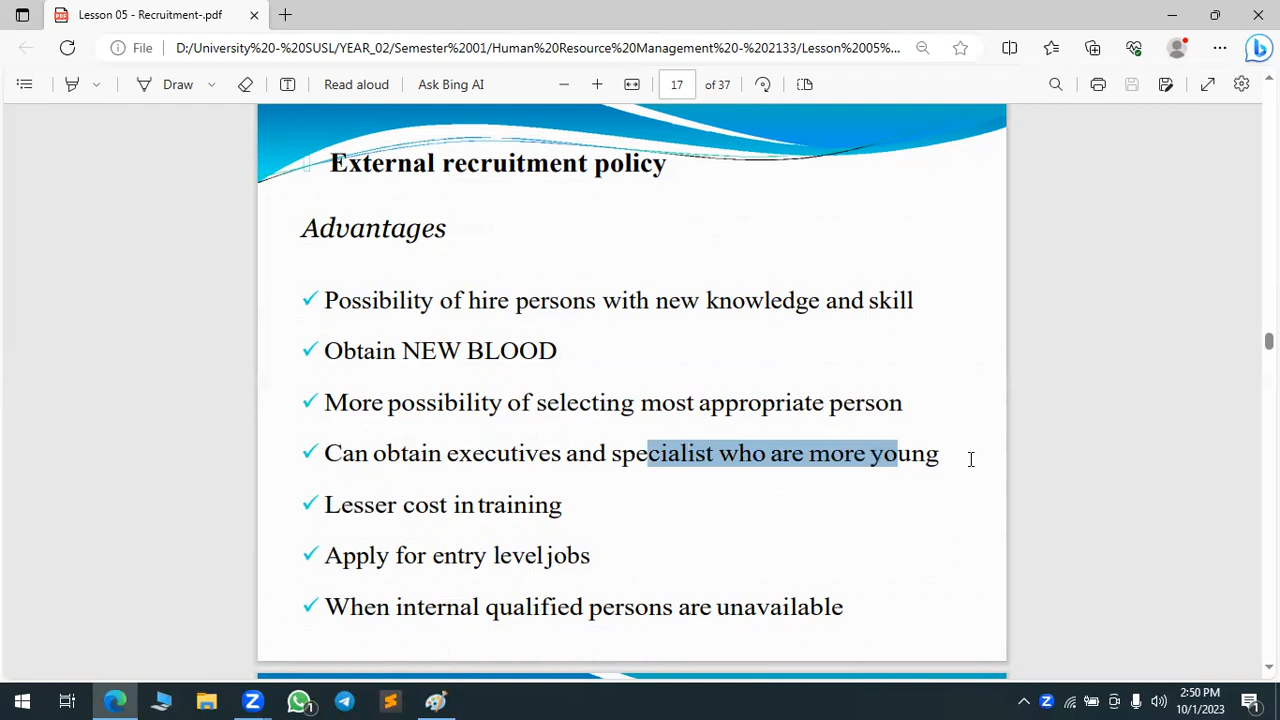 Lesson 05 - Recruitment-.pdf
File
D:/University%20-%20SUSL/YEAR_02/Semester%2001/Human%20Resource%20Management%20-%202133/Lesson%2005%...
Draw
Read aloud
Ask Bing AI
17 of 37
External recruitment policy
Advantages
Possibility of hire persons with new knowledge and skill
Obtain NEW BLOOD
More possibility of selecting most appropriate person
Can obtain executives and specialist who are more young
Lesser cost in training
Apply for entry level jobs
When internal qualified persons are unavailable
2:50 PM
10/1/2023